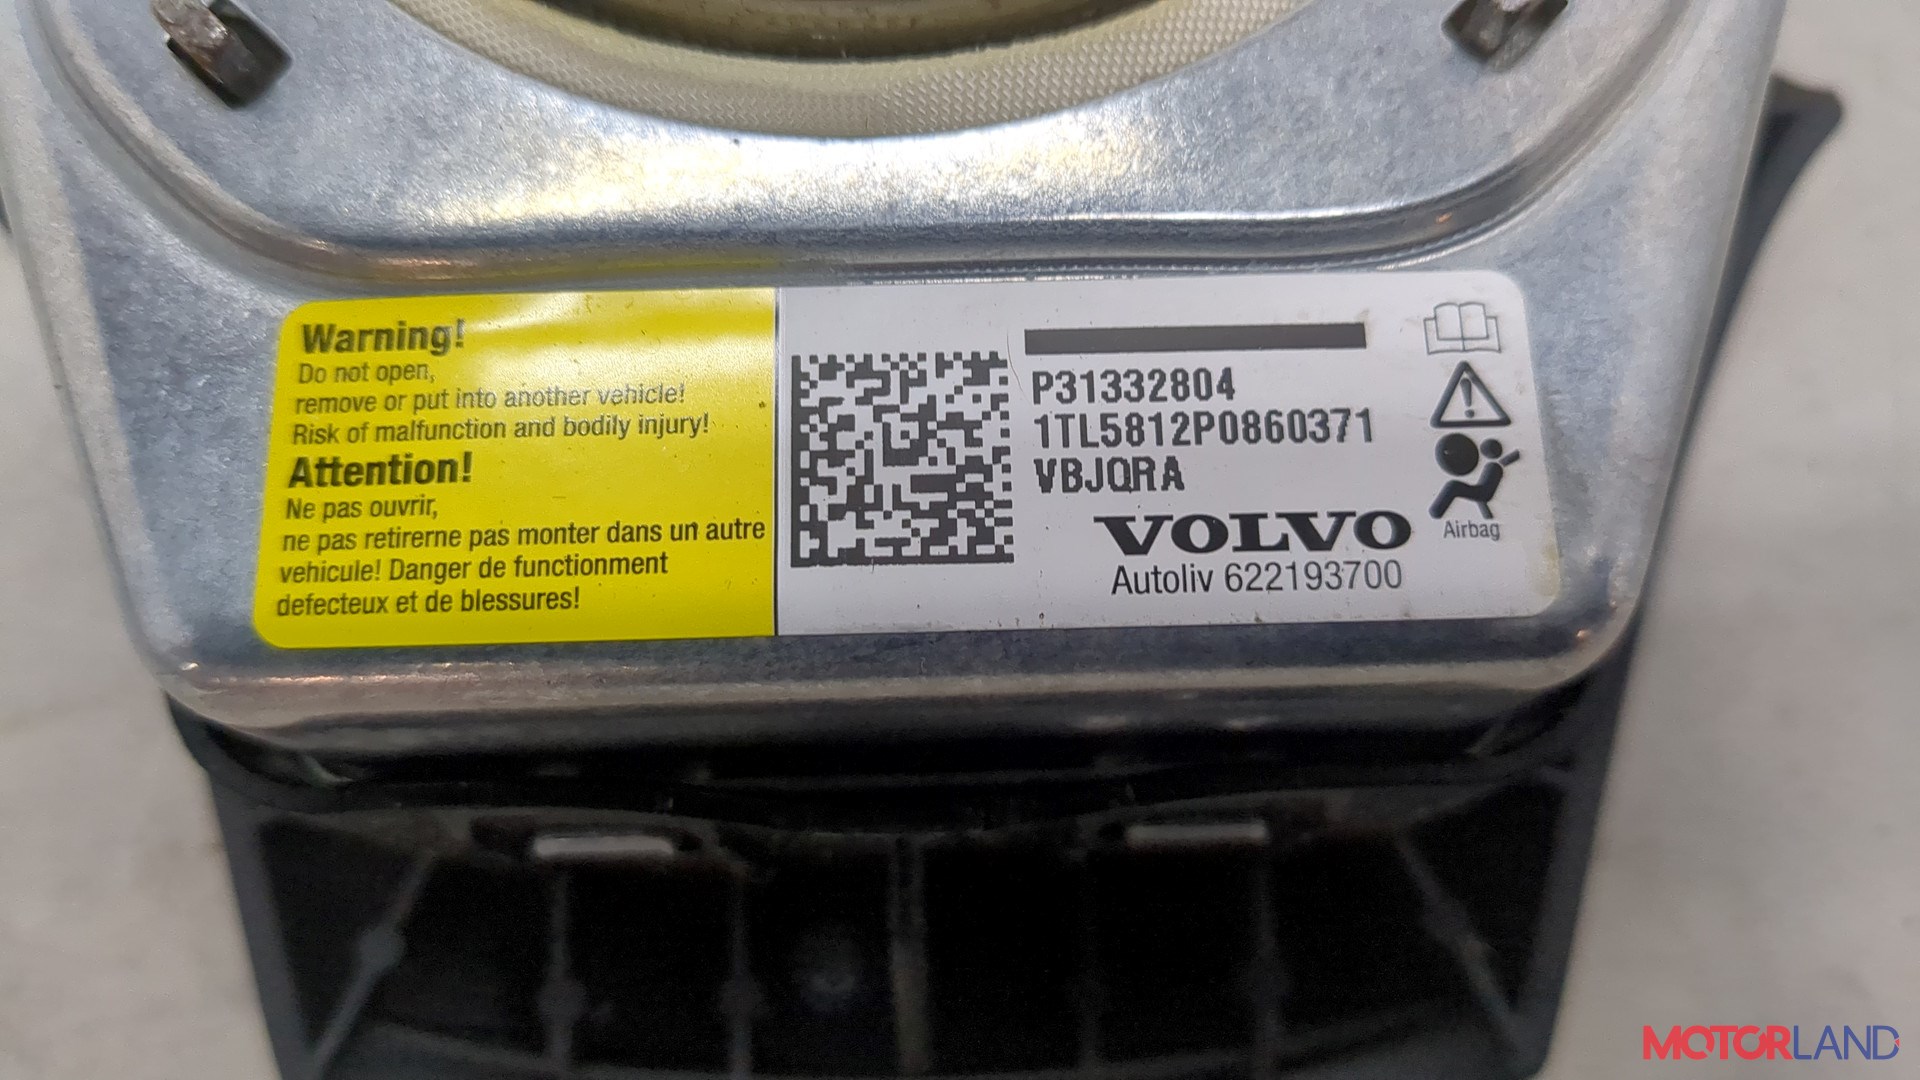 Warning!
Do not open,
remove or put into another vehicle!
Risk of malfunction and bodily injury!
Attention!
Ne pas ouvrir,
ne pas retirerne pas monter dans un autre
vehicule! Danger de functionment
defecteux et de blessures!
P31332804
1TL5812P0860371
VBJQRA
VOLVO
Autoliv 622193700
Airbag
MOTORLAND